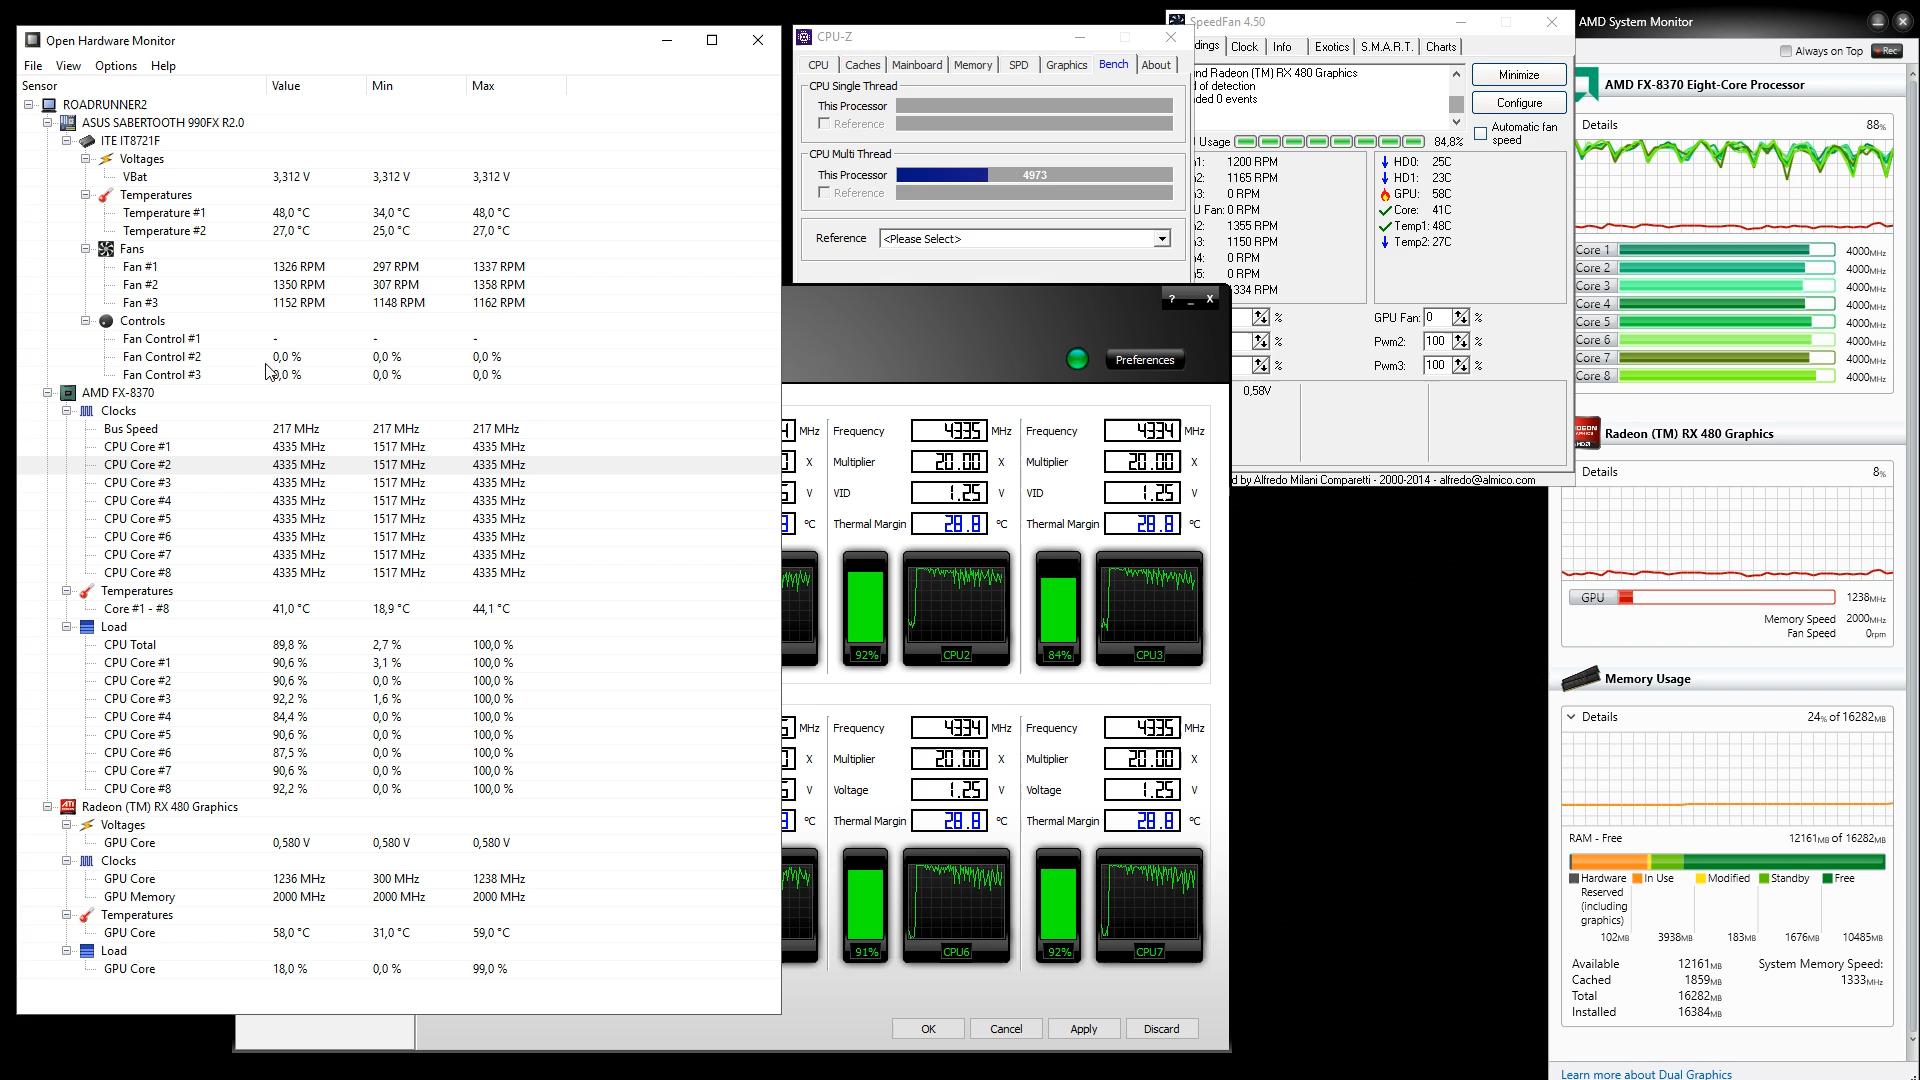 Open Hardware Monitor
File View Options Help
Sensor Value Min Max
ROADRUNNER2
ASUS SABERTOOTH 990FX R2.0
ITE IT8721F
Voltages
VBat 3,312 V 3,312 V 3,312 V
Temperatures
Temperature #1 48,0 °C 34,0 °C 48,0 °C
Temperature #2 27,0 °C 25,0 °C 27,0 °C
Fans
Fan #1 1326 RPM 297 RPM 1337 RPM
Fan #2 1350 RPM 307 RPM 1358 RPM
Fan #3 1152 RPM 1148 RPM 1162 RPM
Controls
Fan Control #1 - - -
Fan Control #2 0,0 % 0,0 % 0,0 %
Fan Control #3 0,0 % 0,0 % 0,0 %
AMD FX-8370
Clocks
Bus Speed 217 MHz 217 MHz 217 MHz
CPU Core #1 4335 MHz 1517 MHz 4335 MHz
CPU Core #2 4335 MHz 1517 MHz 4335 MHz
CPU Core #3 4335 MHz 1517 MHz 4335 MHz
CPU Core #4 4335 MHz 1517 MHz 4335 MHz
CPU Core #5 4335 MHz 1517 MHz 4335 MHz
CPU Core #6 4335 MHz 1517 MHz 4335 MHz
CPU Core #7 4335 MHz 1517 MHz 4335 MHz
CPU Core #8 4335 MHz 1517 MHz 4335 MHz
Temperatures
Core #1 - #8 41,0 °C 18,9 °C 44,1 °C
Load
CPU Total 89,8 % 2,7 % 100,0 %
CPU Core #1 90,6 % 3,1 % 100,0 %
CPU Core #2 90,6 % 0,0 % 100,0 %
CPU Core #3 92,2 % 1,6 % 100,0 %
CPU Core #4 84,4 % 0,0 % 100,0 %
CPU Core #5 90,6 % 0,0 % 100,0 %
CPU Core #6 87,5 % 0,0 % 100,0 %
CPU Core #7 90,6 % 0,0 % 100,0 %
CPU Core #8 92,2 % 0,0 % 100,0 %
Radeon (TM) RX 480 Graphics
Voltages
GPU Core 0,580 V 0,580 V 0,580 V
Clocks
GPU Core 1236 MHz 300 MHz 1238 MHz
GPU Memory 2000 MHz 2000 MHz 2000 MHz
Temperatures
GPU Core 58,0 °C 31,0 °C 59,0 °C
Load
GPU Core 18,0 % 0,0 % 99,0 %
CPU-Z
CPU Caches Mainboard Memory SPD Graphics Bench About
CPU Single Thread
This Processor
Reference
CPU Multi Thread
This Processor 4973
Reference
Reference <Please Select>
? _ X
Preferences
MHz Frequency 4335 MHz Frequency 4334 MHz
X Multiplier 20.00 X Multiplier 20.00 X
V VID 1.25 V VID 1.25 V
°C Thermal Margin 28.8 °C Thermal Margin 28.8 °C
92% CPU2 84% CPU3
MHz Frequency 4334 MHz Frequency 4335 MHz
X Multiplier 20.00 X Multiplier 20.00 X
V Voltage 1.25 V Voltage 1.25 V
°C Thermal Margin 28.8 °C Thermal Margin 28.8 °C
91% CPU6 92% CPU7
OK Cancel Apply Discard
SpeedFan 4.50
dings Clock Info Exotics S.M.A.R.T. Charts
nd Radeon (TM) RX 480 Graphics
d of detection
ded 0 events
Minimize
Configure
Automatic fan
speed
Usage 84,8%
1: 1200 RPM
2: 1165 RPM
3: 0 RPM
U Fan: 0 RPM
2: 1355 RPM
3: 1150 RPM
4: 0 RPM
5: 0 RPM
1334 RPM
HD0: 25C
HD1: 23C
GPU: 58C
Core: 41C
Temp1: 48C
Temp2: 27C
% GPU Fan: 0 %
% Pwm2: 100 %
% Pwm3: 100 %
0,58V
d by Alfredo Milani Comparetti - 2000-2014 - alfredo@almico.com
AMD System Monitor
Always on Top Rec
AMD FX-8370 Eight-Core Processor
Details 88%
Core 1 4000MHz
Core 2 4000MHz
Core 3 4000MHz
Core 4 4000MHz
Core 5 4000MHz
Core 6 4000MHz
Core 7 4000MHz
Core 8 4000MHz
Radeon (TM) RX 480 Graphics
Details 8%
GPU 1238MHz
Memory Speed 2000MHz
Fan Speed 0rpm
Memory Usage
Details 24% of 16282MB
RAM - Free 12161MB of 16282MB
Hardware Reserved (including graphics) In Use Modified Standby Free
102MB 3938MB 183MB 1676MB 10485MB
Available 12161MB System Memory Speed:
Cached 1859MB 1333MHz
Total 16282MB
Installed 16384MB
Learn more about Dual Graphics